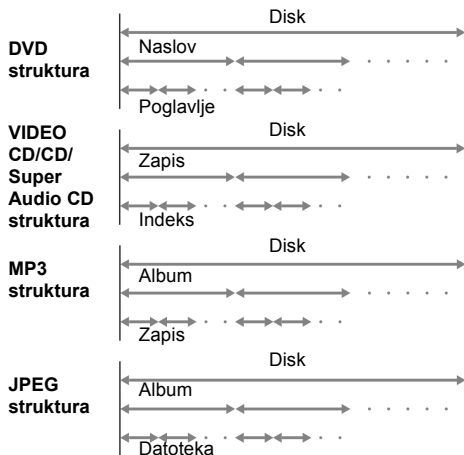 Disk
DVD
struktura
Naslov
Poglavlje
VIDEO
CD/CD/
Super
Audio CD
struktura
Disk
Zapis
Indeks
MP3
struktura
Disk
Album
Zapis
JPEG
struktura
Disk
Album
Datoteka